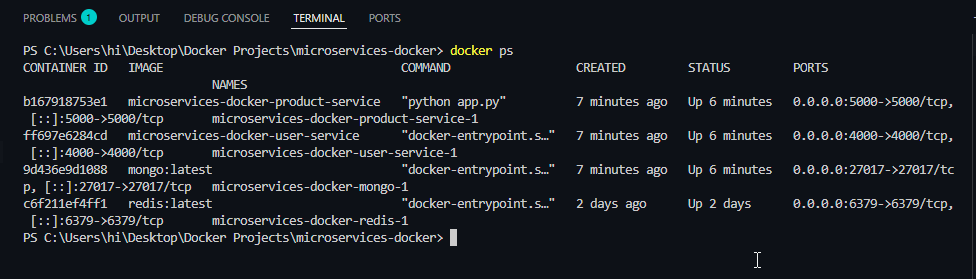 PROBLEMS 1 OUTPUT DEBUG CONSOLE TERMINAL PORTS
PS C:\Users\hi\Desktop\Docker Projects\microservices-docker> docker ps
CONTAINER ID IMAGE COMMAND CREATED STATUS PORTS
NAMES
b167918753e1 microservices-docker-product-service "python app.py" 7 minutes ago Up 6 minutes 0.0.0.0:5000->5000/tcp,
[::]:5000->5000/tcp microservices-docker-product-service-1
ff697e6284cd microservices-docker-user-service "docker-entrypoint.s…" 7 minutes ago Up 6 minutes 0.0.0.0:4000->4000/tcp,
[::]:4000->4000/tcp microservices-docker-user-service-1
9d436e9d1088 mongo:latest "docker-entrypoint.s…" 7 minutes ago Up 6 minutes 0.0.0.0:27017->27017/tc
p, [::]:27017->27017/tcp microservices-docker-mongo-1
c6f211ef4ff1 redis:latest "docker-entrypoint.s…" 2 days ago Up 2 days 0.0.0.0:6379->6379/tcp,
[::]:6379->6379/tcp microservices-docker-redis-1
PS C:\Users\hi\Desktop\Docker Projects\microservices-docker>